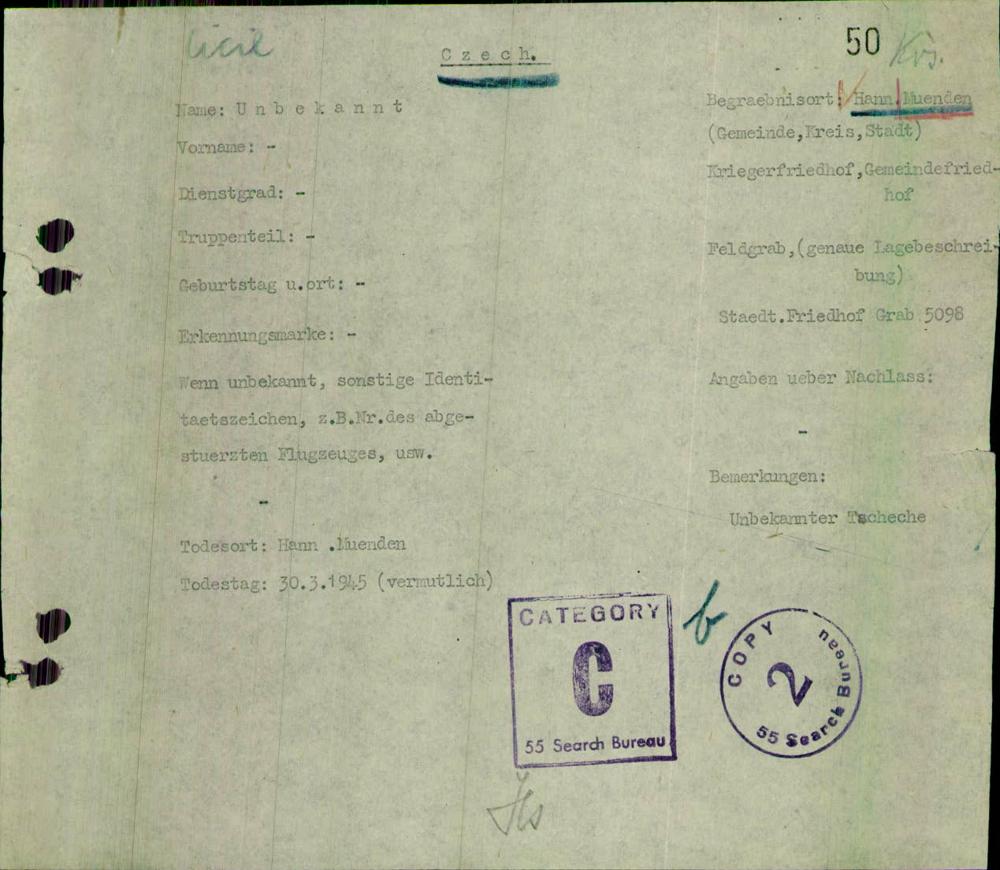 Czech.
50
Name: Unbekannt
Vorname: -
Dienstgrad: -
Truppenteil: -
Geburtstag u.ort: -
Erkennungsmarke: -
Wenn unbekannt, sonstige Identi-
taetszeichen, z.B.Nr.des abge-
stuerzten Flugzeuges, usw.
-
Todesort: Hann .Muenden
Todestag: 30.3.1945 (vermutlich)
Begraebnisort: Hann.Muenden
(Gemeinde,Kreis,Stadt)
Kriegerfriedhof,Gemeindefried-
hof
Feldgrab,(genaue Lagebeschrei-
bung)
Staedt.Friedhof Grab 5098
Angaben ueber Nachlass:
-
Bemerkungen:
Unbekannter Tscheche
CATEGORY
C
55 Search Bureau
b
COPY
2
55 Search Bureau